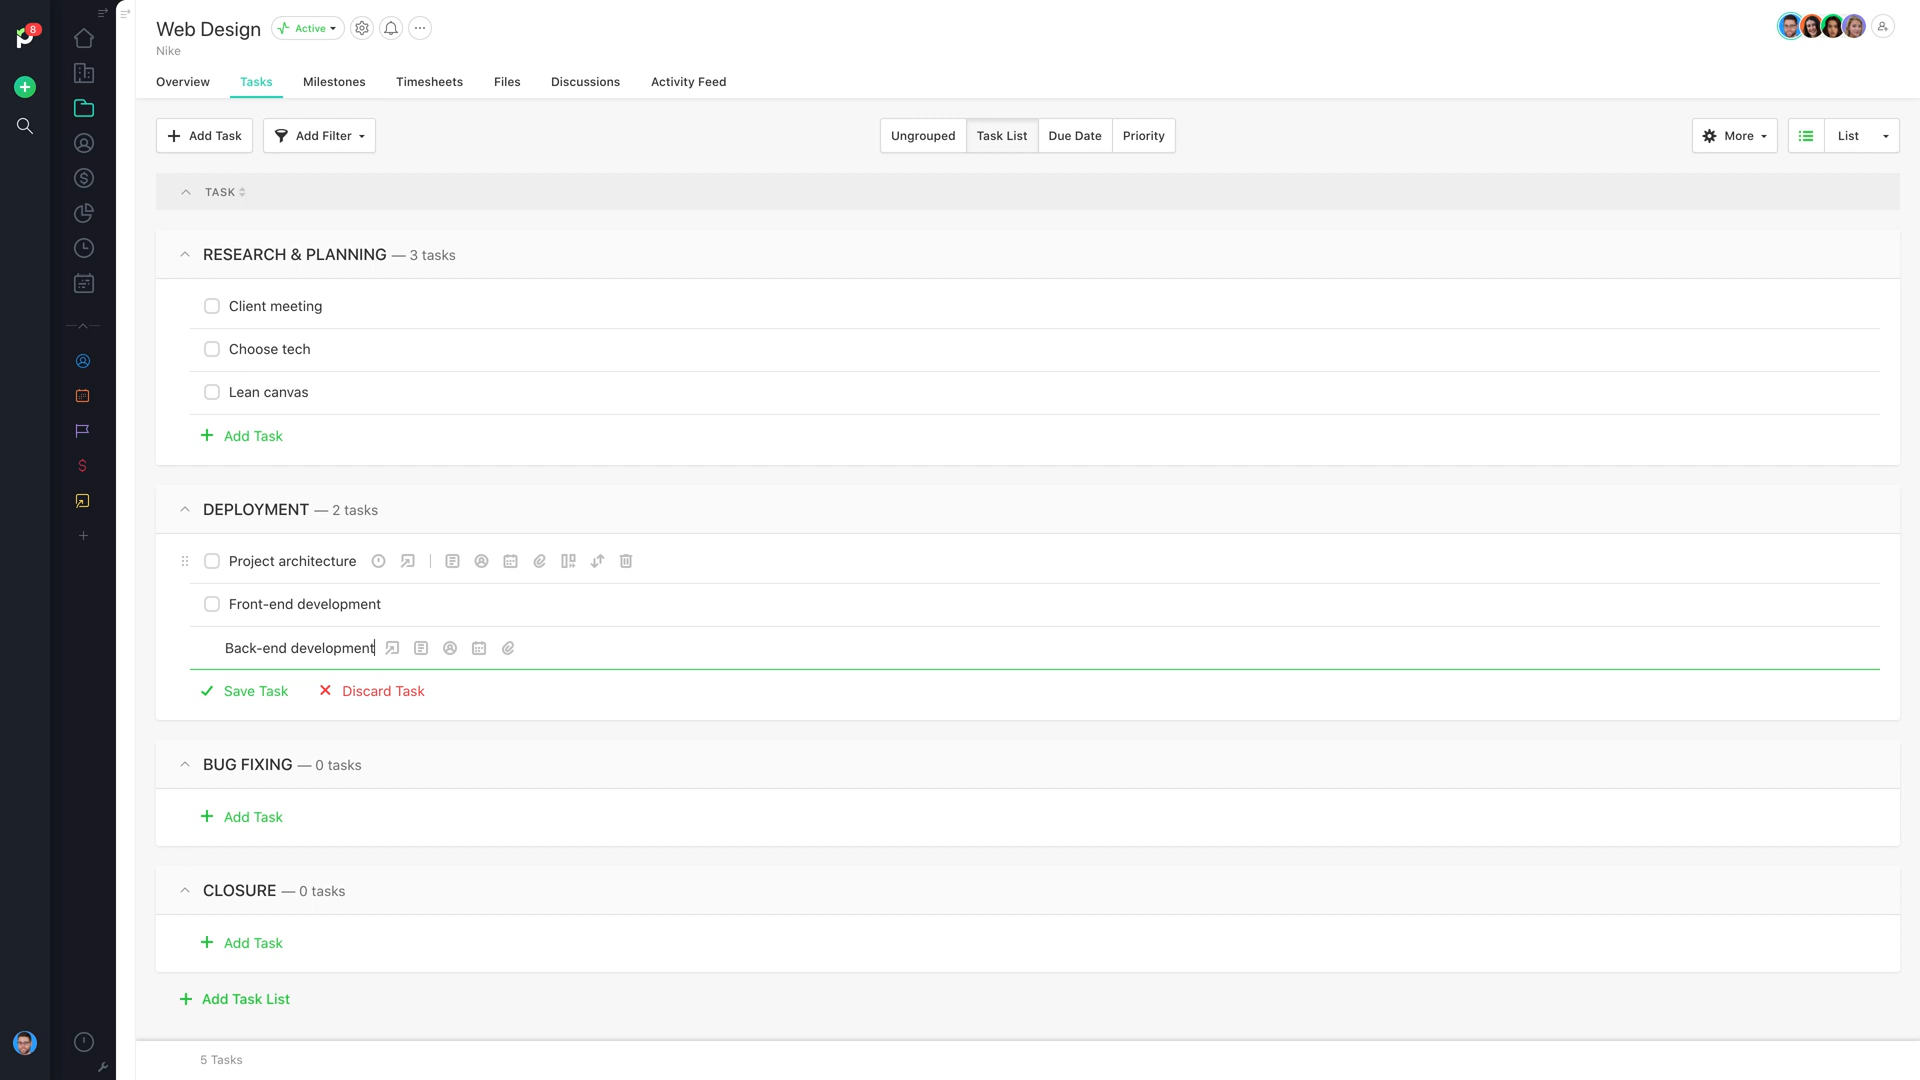 8
Web Design
Active
Nike
Overview Tasks Milestones Timesheets Files Discussions Activity Feed
Add Task Add Filter Ungrouped Task List Due Date Priority More List
TASK
RESEARCH & PLANNING — 3 tasks
Client meeting
Choose tech
Lean canvas
Add Task
DEPLOYMENT — 2 tasks
Project architecture
Front-end development
Back-end development
Save Task Discard Task
BUG FIXING — 0 tasks
Add Task
CLOSURE — 0 tasks
Add Task
Add Task List
5 Tasks